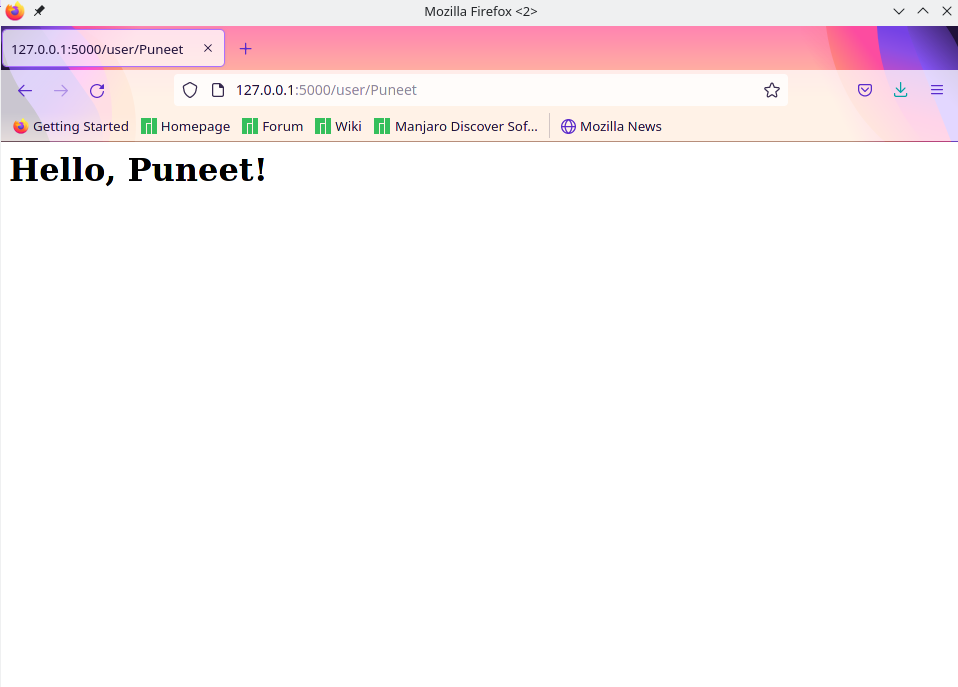 Mozilla Firefox <2>
127.0.0.1:5000/user/Puneet
127.0.0.1:5000/user/Puneet
Getting Started Homepage Forum Wiki Manjaro Discover Sof... Mozilla News
Hello, Puneet!